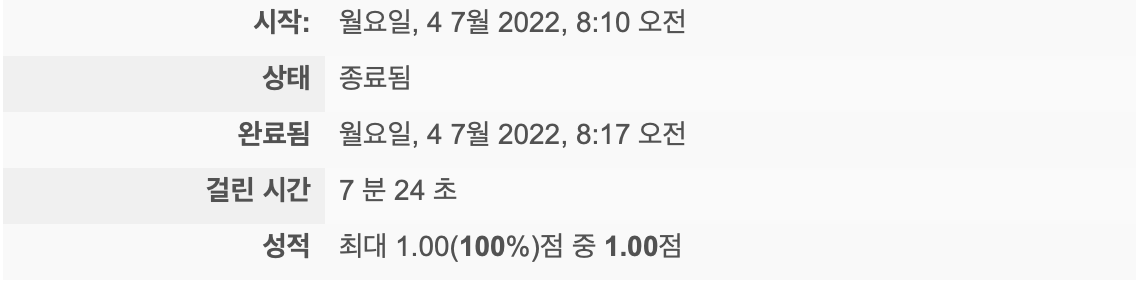 시작: 월요일, 4 7월 2022, 8:10 오전
상태 종료됨
완료됨 월요일, 4 7월 2022, 8:17 오전
걸린 시간 7 분 24 초
성적 최대 1.00(100%)점 중 1.00점